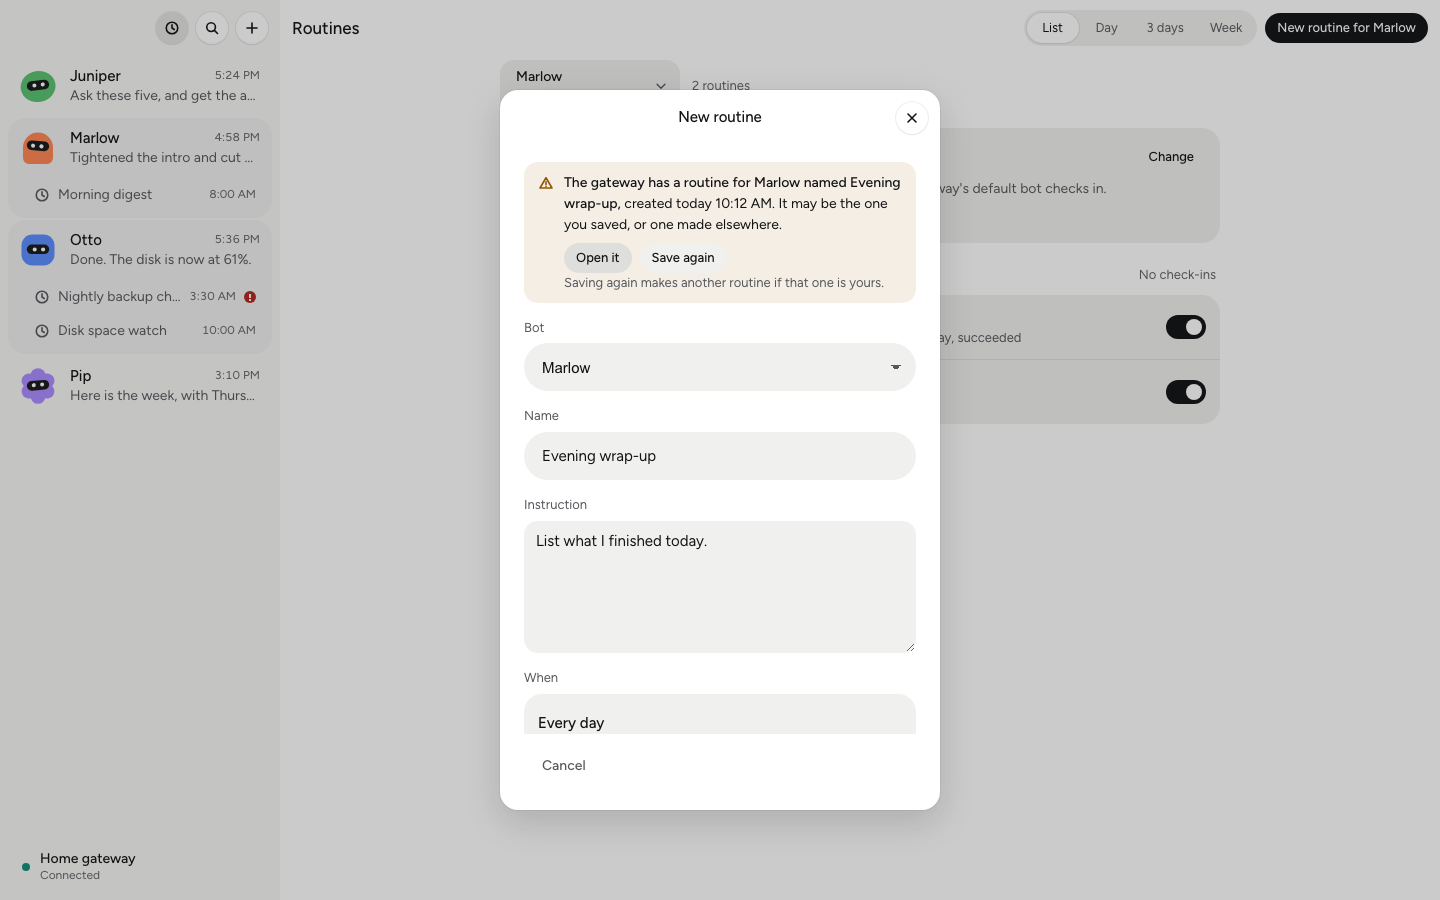 Routines
List
Day
3 days
Week
New routine for Marlow
Juniper
5:24 PM
Ask these five, and get the a...
Marlow
4:58 PM
Tightened the intro and cut ...
Morning digest
8:00 AM
Otto
5:36 PM
Done. The disk is now at 61%.
Nightly backup ch...
3:30 AM
Disk space watch
10:00 AM
Pip
3:10 PM
Here is the week, with Thurs...
Home gateway
Connected
Marlow
2 routines
Change
way's default bot checks in.
No check-ins
ay, succeeded
New routine
The gateway has a routine for Marlow named Evening
wrap-up, created today 10:12 AM. It may be the one
you saved, or one made elsewhere.
Open it
Save again
Saving again makes another routine if that one is yours.
Bot
Marlow
Name
Evening wrap-up
Instruction
List what I finished today.
When
Every day
Cancel